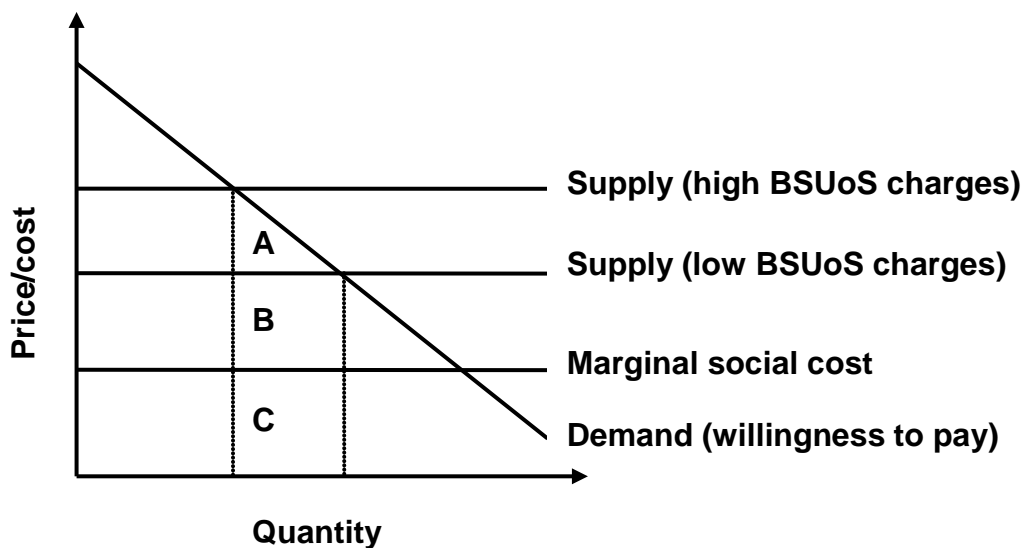 Supply (high BSUoS charges)
A
Supply (low BSUoS charges)
Price/cost
B
Marginal social cost
C
Demand (willingness to pay)
Quantity